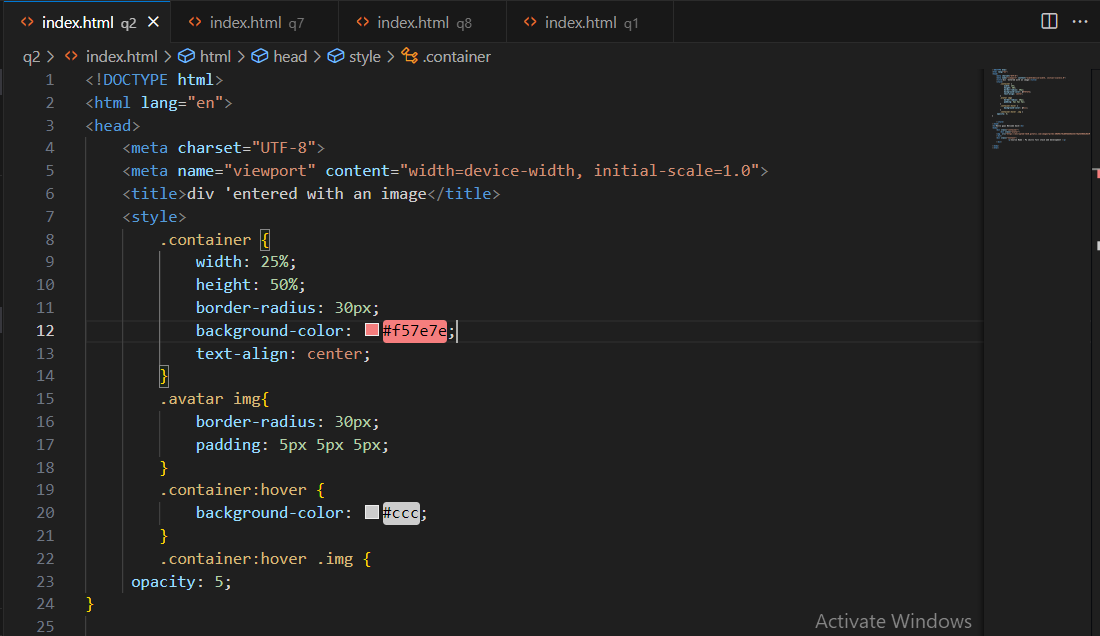 index.html q2
index.html q7
index.html q8
index.html q1
q2 > index.html > html > head > style > .container
1 <!DOCTYPE html>
2 <html lang="en">
3 <head>
4 <meta charset="UTF-8">
5 <meta name="viewport" content="width=device-width, initial-scale=1.0">
6 <title>div 'entered with an image</title>
7 <style>
8 .container {
9 width: 25%;
10 height: 50%;
11 border-radius: 30px;
12 background-color: #f57e7e;
13 text-align: center;
14 }
15 .avatar img{
16 border-radius: 30px;
17 padding: 5px 5px 5px;
18 }
19 .container:hover {
20 background-color: #ccc;
21 }
22 .container:hover .img {
23 opacity: 5;
24 }
25
Activate Windows